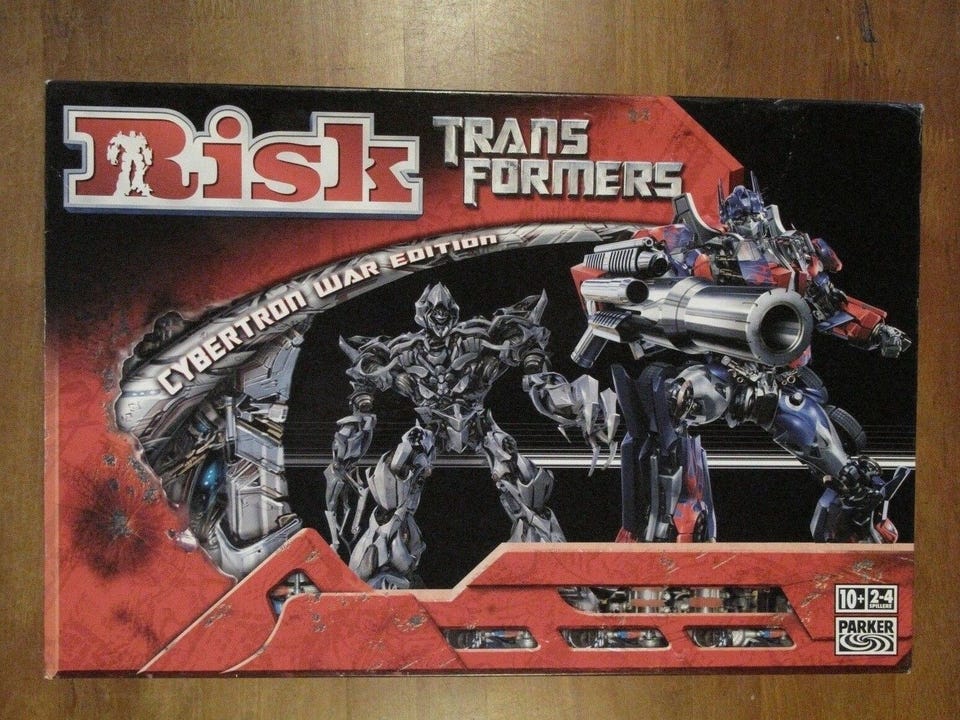 Risk
TRANS
FORMERS
CYBERTRON WAR EDITION
10+ 2-4
SPILLERE
PARKER